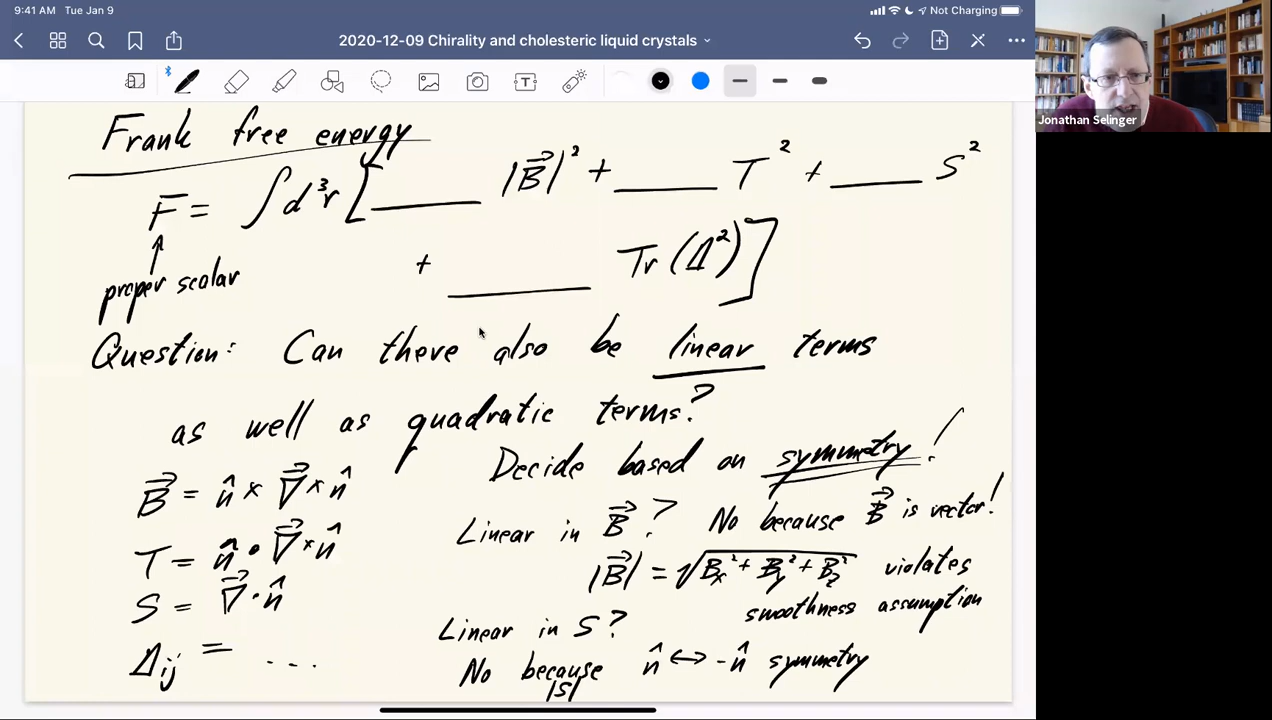 9:41 AM Tue Jan 9
Not Charging
2020-12-09 Chirality and cholesteric liquid crystals
T
Jonathan Selinger
Frank free energy
F = ∫ d³r [ ____ |B⃗|² + ____ T² + ____ S²
+ ____ Tr (Δ²) ]
↑
proper scalar
Question: Can there also be linear terms
as well as quadratic terms?
Decide based on symmetry!
B⃗ = n̂ × ∇⃗ × n̂
T = n̂ • ∇⃗ × n̂
S = ∇⃗ · n̂
Δij = ....
Linear in B⃗? No because B⃗ is vector!
|B⃗| = √Bx² + By² + Bz² violates
smoothness assumption
Linear in S?
No because n̂ ↔ -n̂ symmetry
|S|